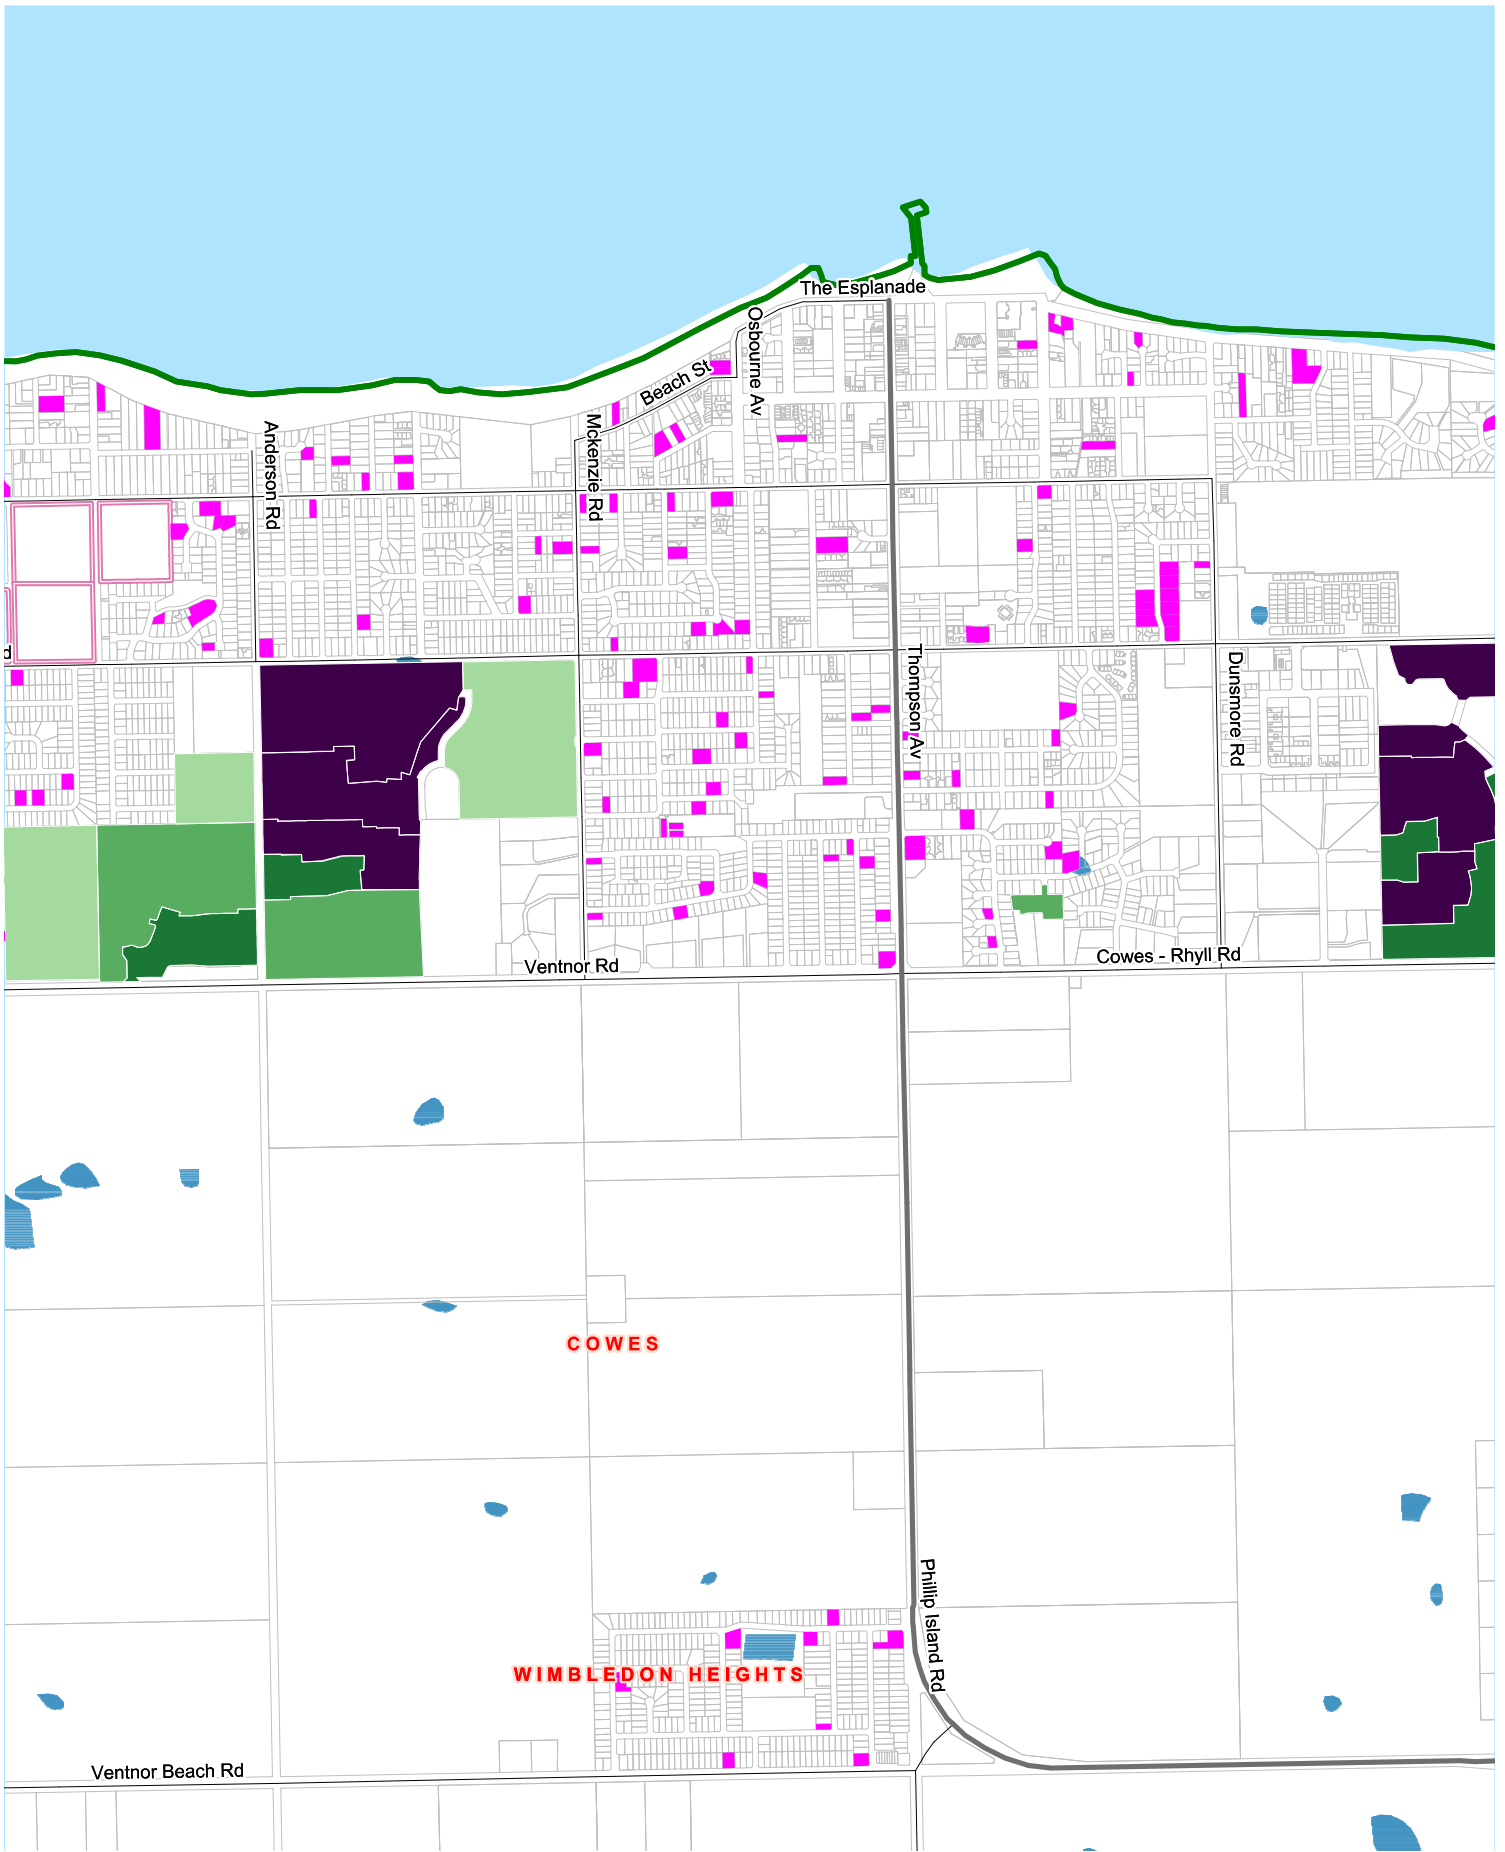 The Esplanade
Osbourne Av
Beach St
Mckenzie Rd
Anderson Rd
d
Thompson Av
Dunsmore Rd
Ventnor Rd
Cowes - Rhyll Rd
COWES
Phillip Island Rd
WIMBLEDON HEIGHTS
Ventnor Beach Rd